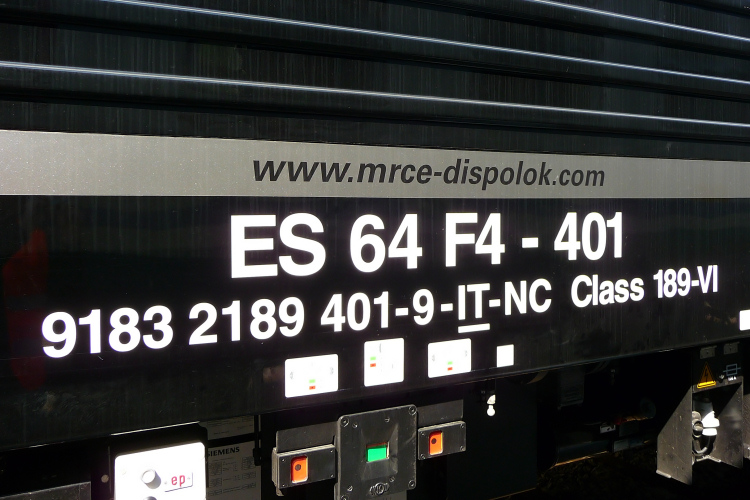 www.mrce-dispolok.com
ES 64 F4 - 401
9183 2189 401-9-IT-NC Class 189-VI
SIEMENS
ep